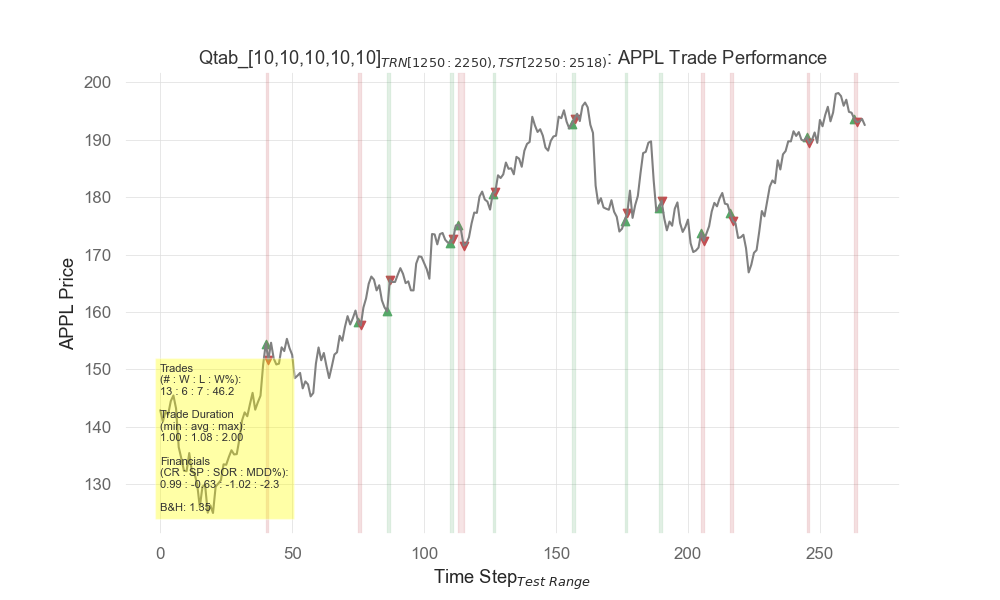 Qtab_[10,10,10,10,10]TRN[1250:2250),TST[2250:2518): APPL Trade Performance
200
190
180
170
160
150
140
130
APPL Price
Trades
(# : W : L : W%):
13 : 6 : 7 : 46.2
Trade Duration
(min : avg : max):
1.00 : 1.08 : 2.00
Financials
(CR : SP : SOR : MDD%):
0.99 : -0.63 : -1.02 : -2.3
B&H: 1.35
0
50
100
150
200
250
Time StepTest Range